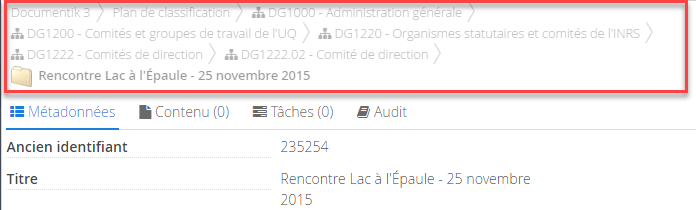 Documentik 3 Plan de classification DG1000 - Administration générale
DG1200 - Comités et groupes de travail de l'UQ DG1220 - Organismes statutaires et comités de l'INRS
DG1222 - Comités de direction DG1222.02 - Comité de direction
Rencontre Lac à l'Épaule - 25 novembre 2015
Métadonnées Contenu (0) Tâches (0) Audit
Ancien identifiant 235254
Titre Rencontre Lac à l'Épaule - 25 novembre
2015